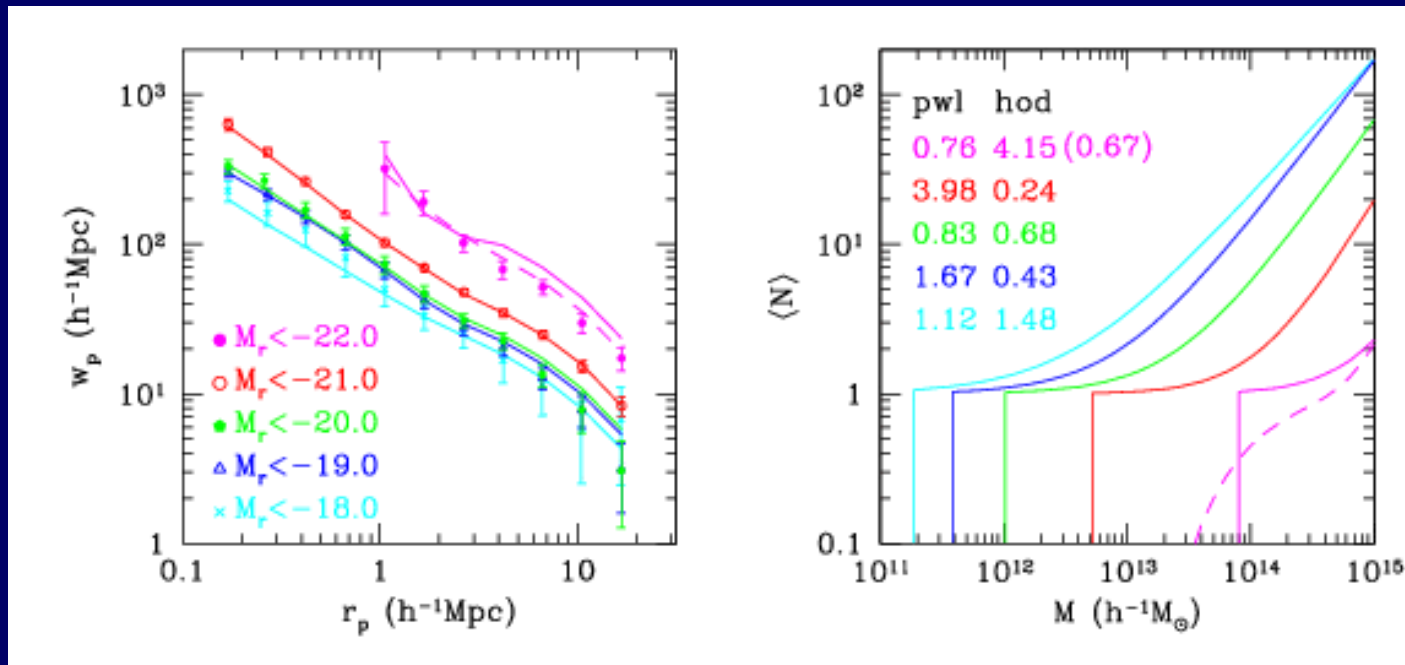 10³
10²
10¹
1
w_p (h⁻¹Mpc)
M_r<−22.0
M_r<−21.0
M_r<−20.0
M_r<−19.0
M_r<−18.0
0.1 1 10
r_p (h⁻¹Mpc)
10²
10¹
1
0.1
⟨N⟩
pwl hod
0.76 4.15(0.67)
3.98 0.24
0.83 0.68
1.67 0.43
1.12 1.48
10¹¹ 10¹² 10¹³ 10¹⁴ 10¹⁵
M (h⁻¹M☉)